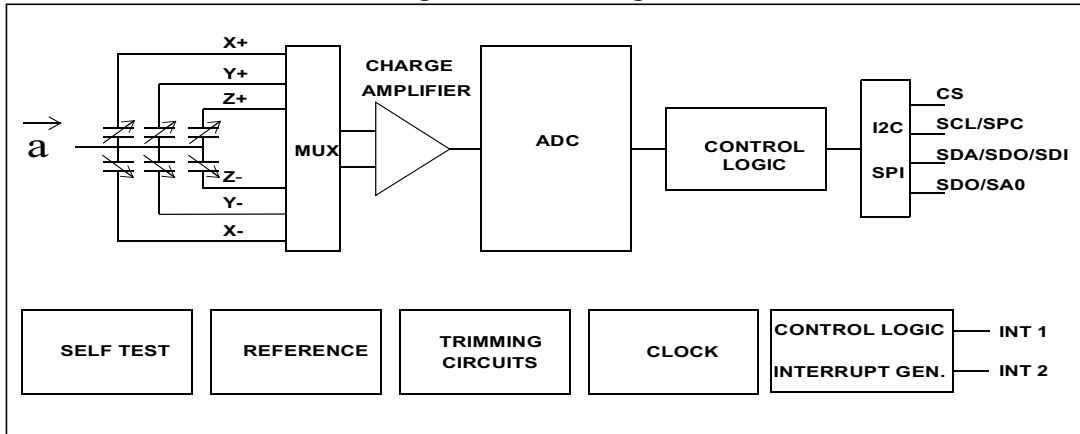 X+
Y+
Z+
CHARGE
AMPLIFIER
a
MUX
Z-
Y-
X-
ADC
CONTROL
LOGIC
I2C
SPI
CS
SCL/SPC
SDA/SDO/SDI
SDO/SA0
SELF TEST
REFERENCE
TRIMMING
CIRCUITS
CLOCK
CONTROL LOGIC
INTERRUPT GEN.
INT 1
INT 2